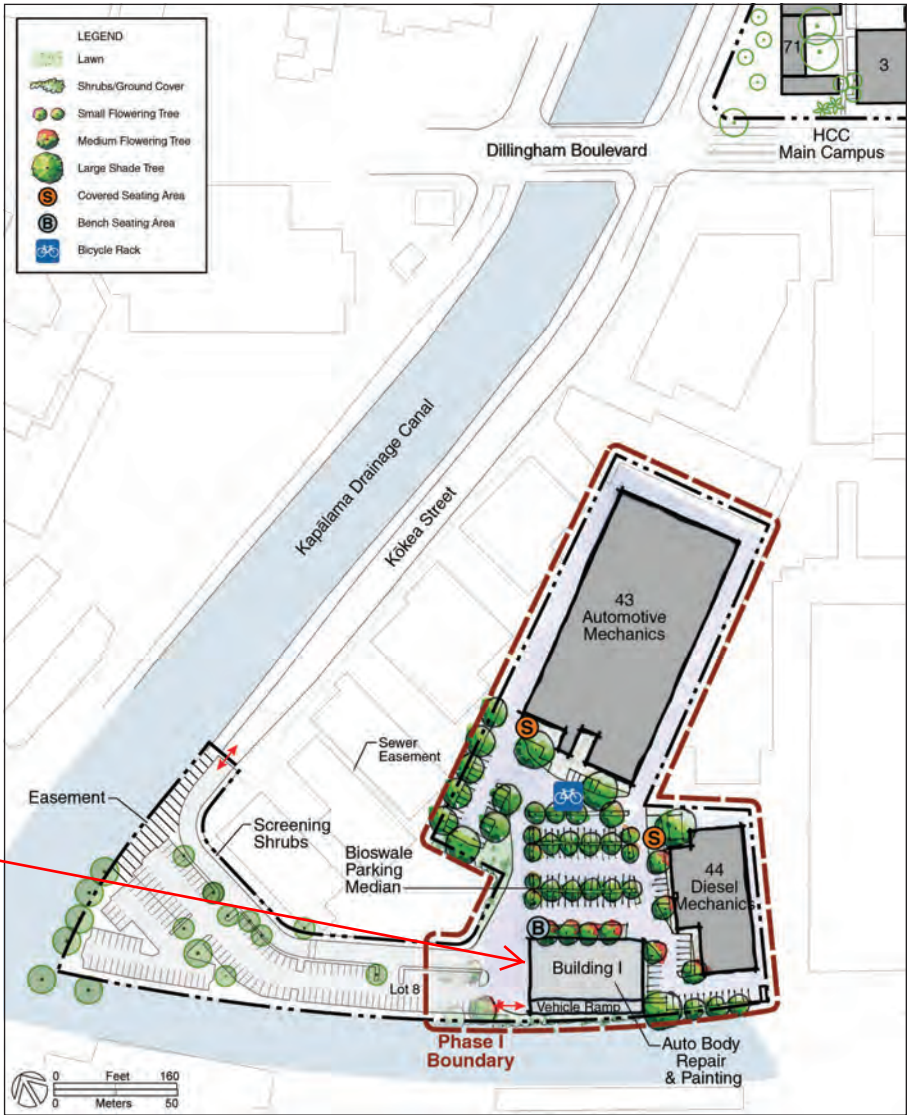 LEGEND
Lawn
Shrubs/Ground Cover
Small Flowering Tree
Medium Flowering Tree
Large Shade Tree
S Covered Seating Area
B Bench Seating Area
Bicycle Rack
71
3
HCC
Main Campus
Dillingham Boulevard
Kapālama Drainage Canal
Kōkea Street
43
Automotive
Mechanics
S
Sewer
Easement
Easement
Screening
Shrubs
Bioswale
Parking
Median
S
44
Diesel
Mechanics
B
Building I
Lot 8
Vehicle Ramp
Phase I
Boundary
Auto Body
Repair
& Painting
0 Feet 160
0 Meters 50